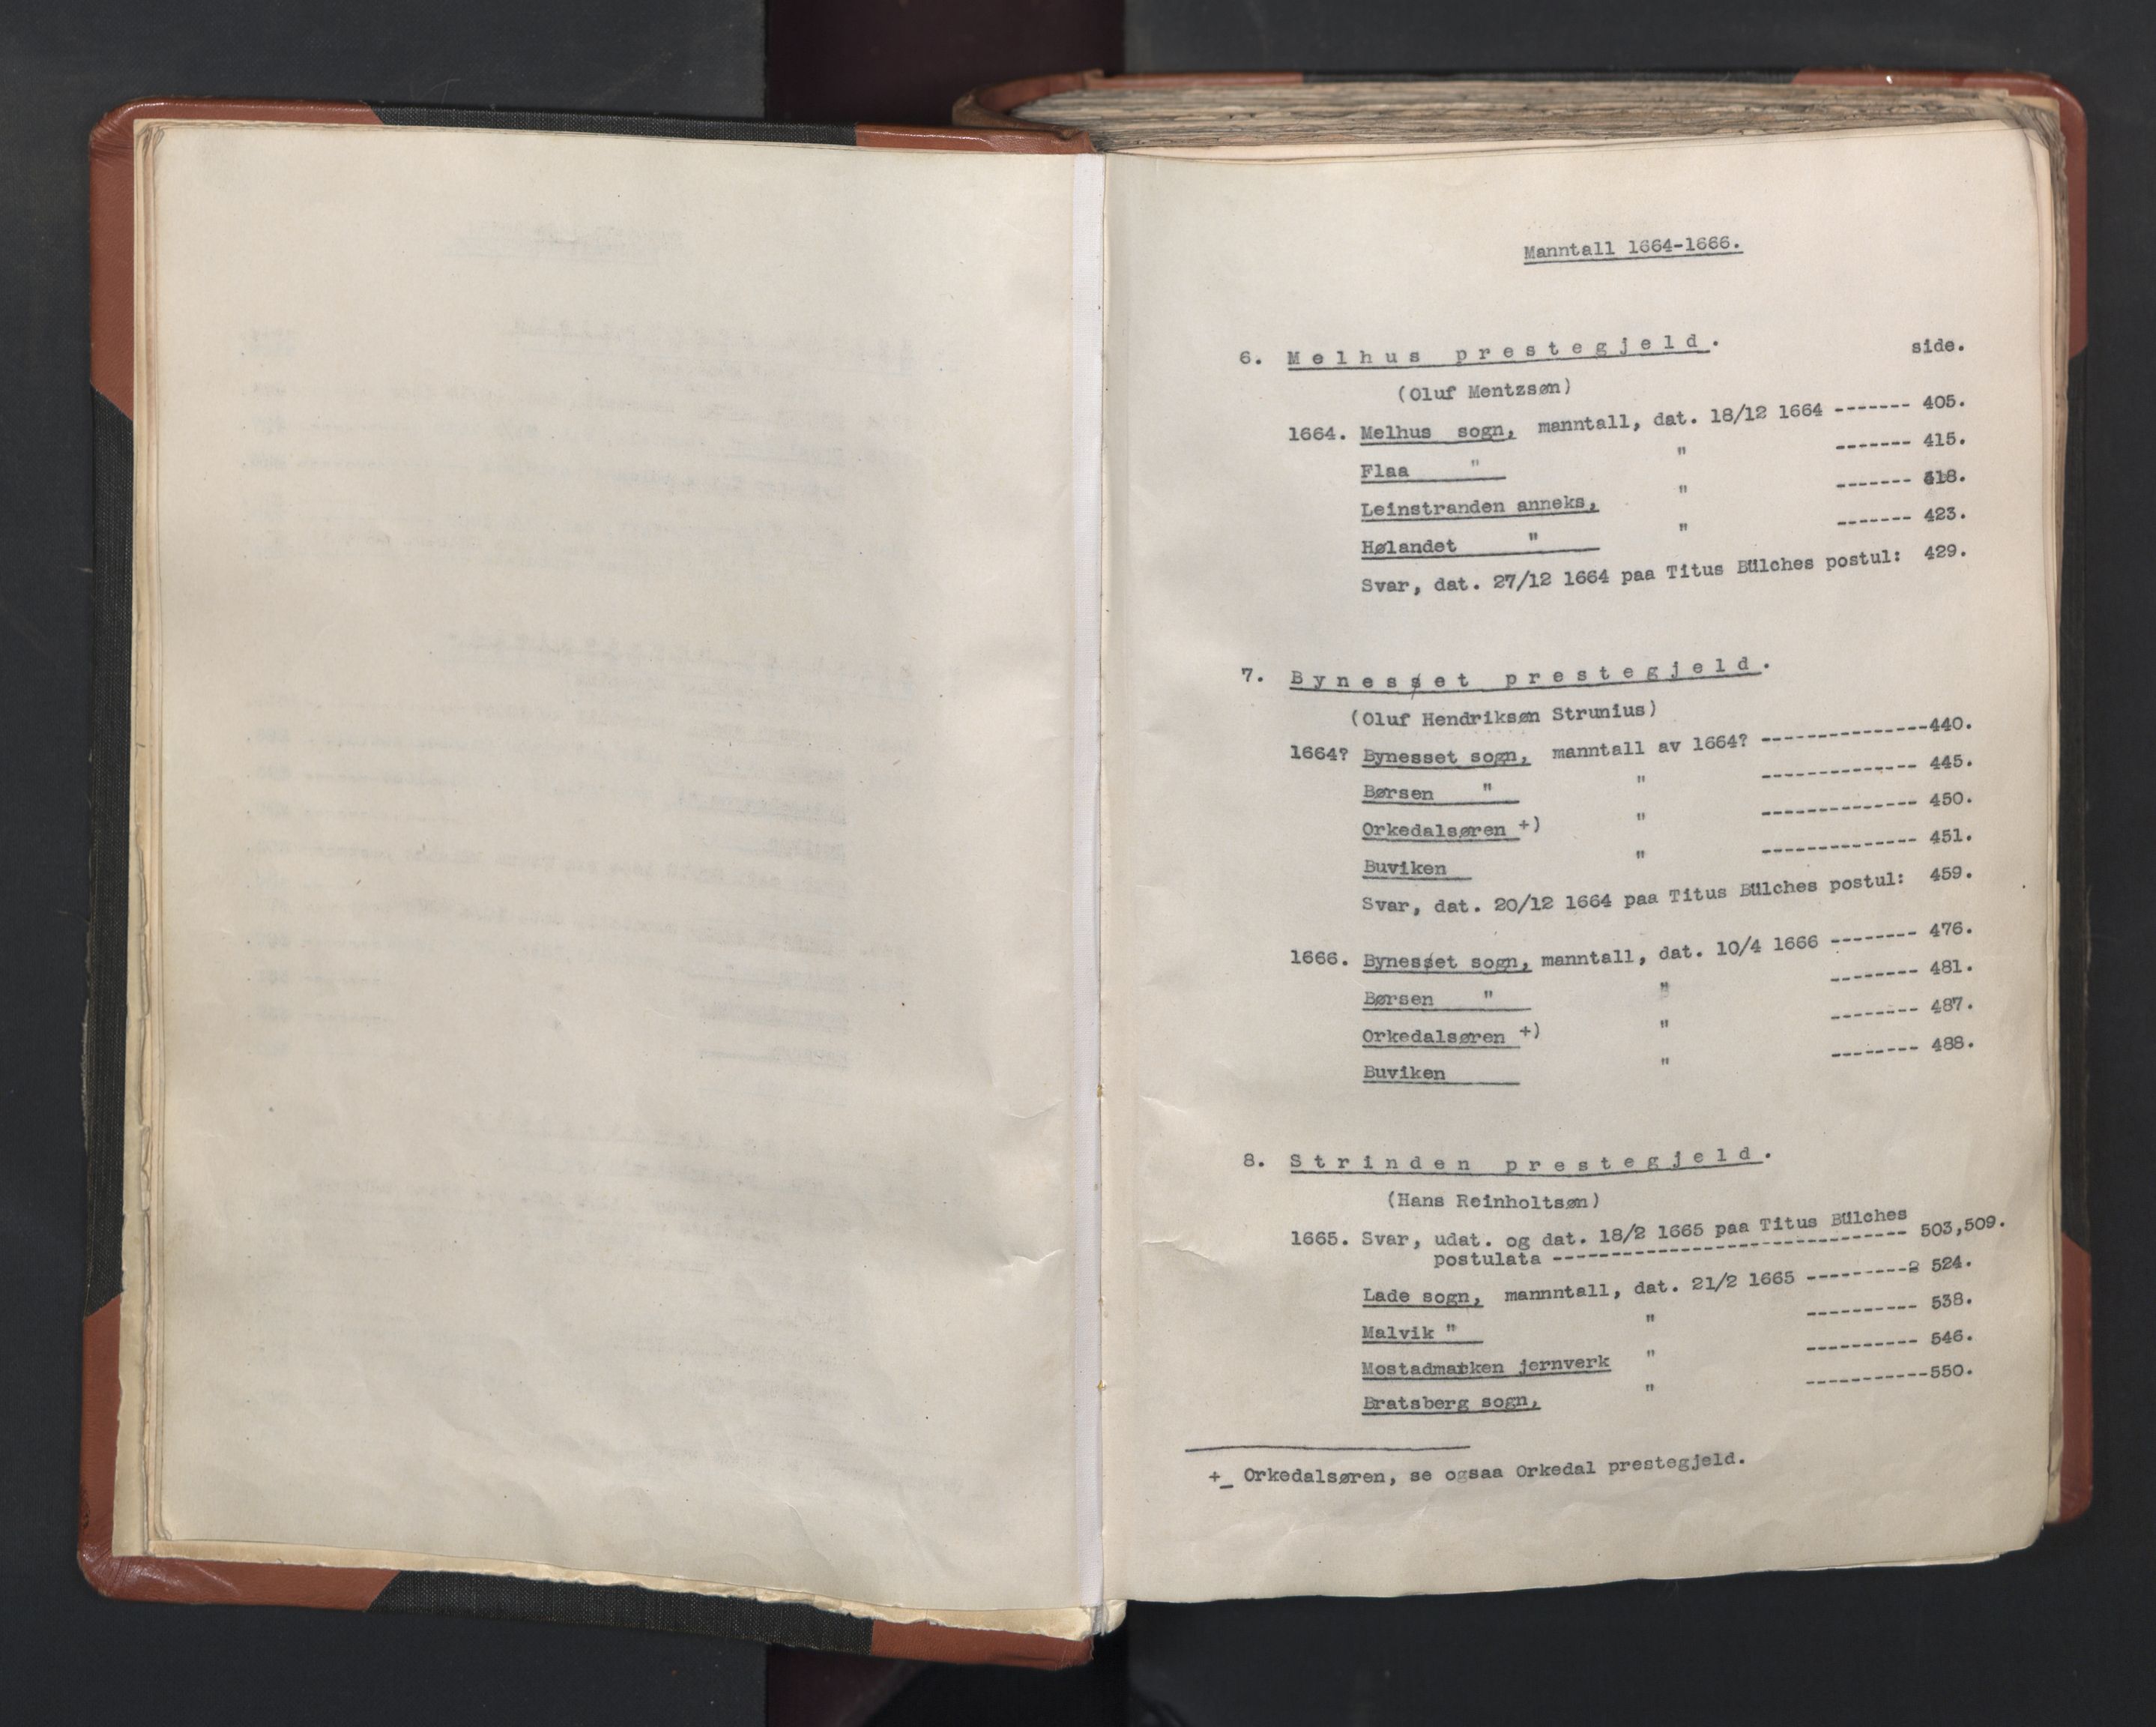 Manntall 1664-1666.
6. Melhus prestegjeld. side.
(Oluf Mentzsøn)
1664. Melhus sogn, manntall, dat. 18/12 1664 ------- 405.
Flaa " " ------- 415.
Leinstranden anneks, " ------- 418.
Hølandet " " ------- 423.
Svar, dat. 27/12 1664 paa Titus Bülches postul: 429.
7. Bynesset prestegjeld.
(Oluf Hendriksøn Strunius)
1664? Bynesset sogn, manntall av 1664? --------------440.
Børsen " " ------------- 445.
Orkedalsøren +) " ------------- 450.
Buviken " ------------- 451.
Svar, dat. 20/12 1664 paa Titus Bülches postul: 459.
1666. Bynesset sogn, manntall, dat. 10/4 1666 -------- 476.
Børsen " " -------- 481.
Orkedalsøren +) " -------- 487.
Buviken " -------- 488.
8. Strinden prestegjeld.
(Hans Reinholtsøn)
1665. Svar, udat. og dat. 18/2 1665 paa Titus Bülches
postulata ------------------------------- 503,509.
Lade sogn, mannntall, dat. 21/2 1665 ---------2 524.
Malvik " " ---------- 538.
Mostadmarken jernverk " ---------- 546.
Bratsberg sogn, " -----------550.
+_ Orkedalsøren, se ogsaa Orkedal prestegjeld.